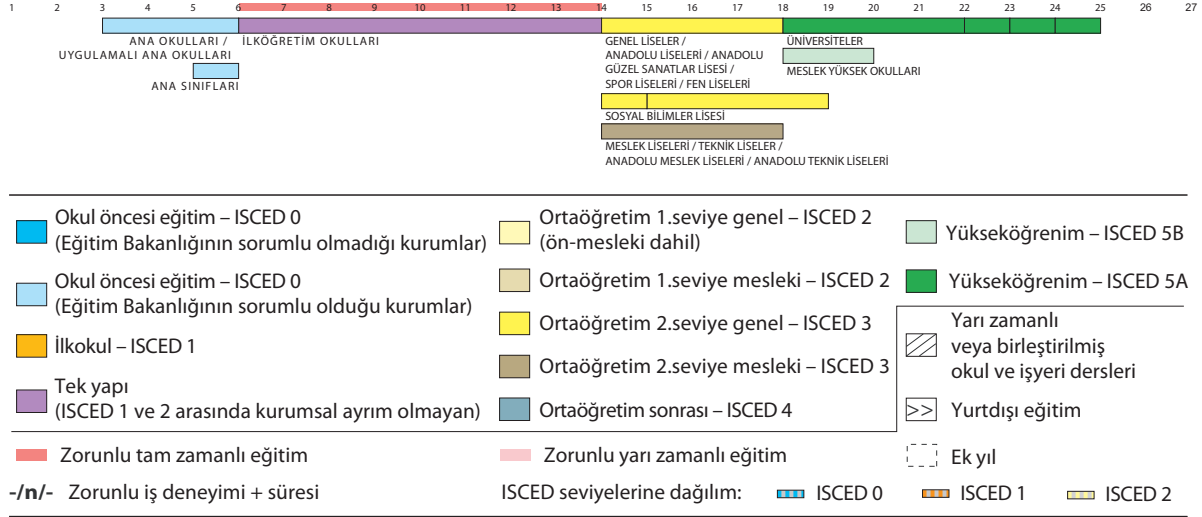 1 2 3 4 5 6 7 8 9 10 11 12 13 14 15 16 17 18 19 20 21 22 23 24 25 26 27
ANA OKULLARI /
UYGULAMALI ANA OKULLARI
ANA SINIFLARI
İLKÖĞRETİM OKULLARI
GENEL LİSELER /
ANADOLU LİSELERİ / ANADOLU
GÜZEL SANATLAR LİSESİ /
SPOR LİSELERİ / FEN LİSELERİ
SOSYAL BİLİMLER LİSESİ
MESLEK LİSELERİ / TEKNİK LİSELER /
ANADOLU MESLEK LİSELERİ / ANADOLU TEKNİK LİSELERİ
ÜNİVERSİTELER
MESLEK YÜKSEK OKULLARI
Okul öncesi eğitim – ISCED 0
(Eğitim Bakanlığının sorumlu olmadığı kurumlar)
Okul öncesi eğitim – ISCED 0
(Eğitim Bakanlığının sorumlu olduğu kurumlar)
İlkokul – ISCED 1
Tek yapı
(ISCED 1 ve 2 arasında kurumsal ayrım olmayan)
Ortaöğretim 1.seviye genel – ISCED 2
(ön-mesleki dahil)
Ortaöğretim 1.seviye mesleki – ISCED 2
Ortaöğretim 2.seviye genel – ISCED 3
Ortaöğretim 2.seviye mesleki – ISCED 3
Ortaöğretim sonrası – ISCED 4
Yükseköğrenim – ISCED 5B
Yükseköğrenim – ISCED 5A
Yarı zamanlı
veya birleştirilmiş
okul ve işyeri dersleri
>> Yurtdışı eğitim
Zorunlu tam zamanlı eğitim
Zorunlu yarı zamanlı eğitim
Ek yıl
-/n/- Zorunlu iş deneyimi + süresi
ISCED seviyelerine dağılım: ISCED 0 ISCED 1 ISCED 2